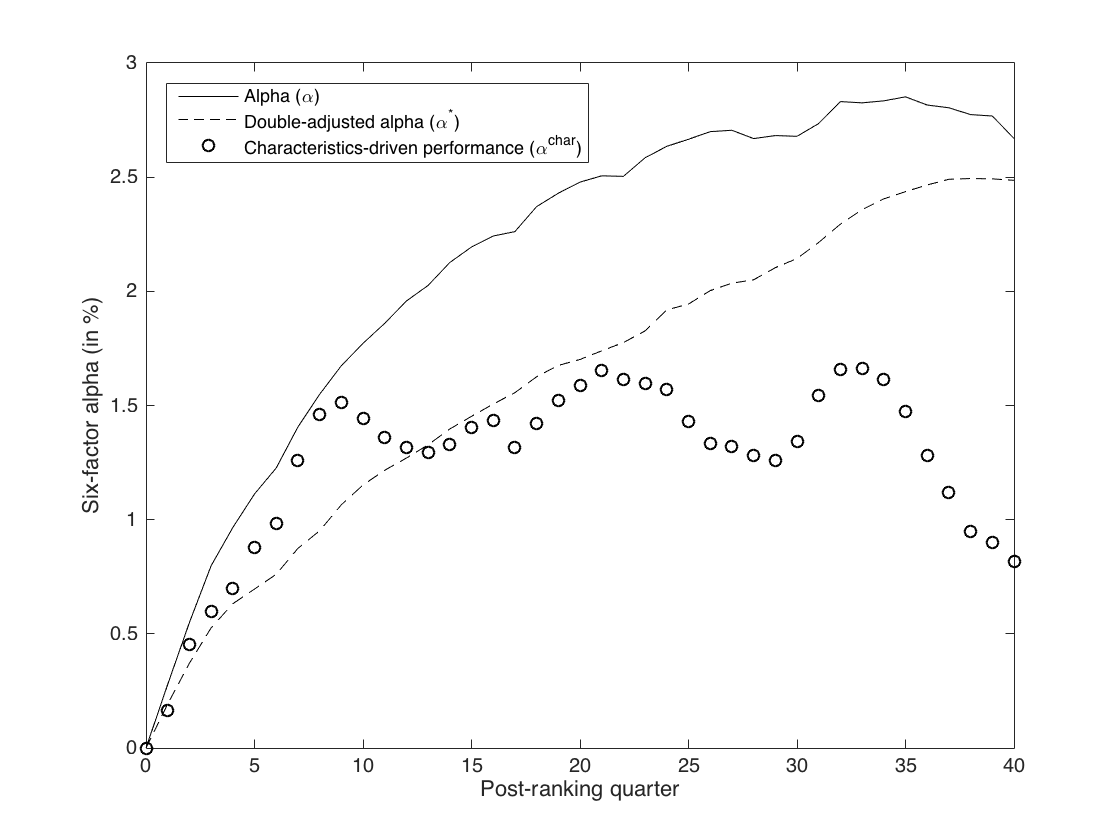 Six-factor alpha (in %)
3
2.5
2
1.5
1
0.5
0
Alpha (α)
Double-adjusted alpha (α*)
Characteristics-driven performance (α^char)
0 5 10 15 20 25 30 35 40
Post-ranking quarter